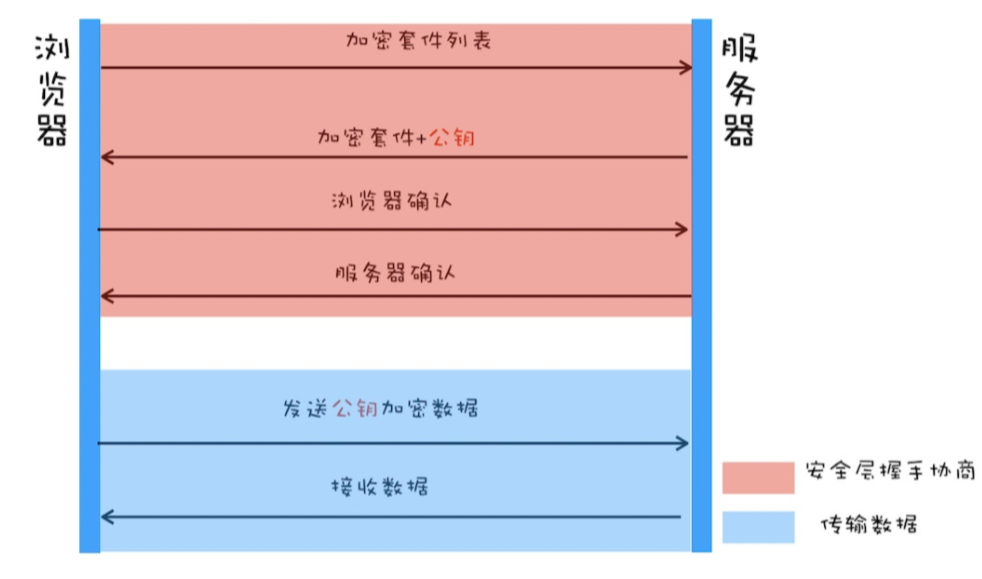 浏览器
服务器
加密套件列表
加密套件+公钥
浏览器确认
服务器确认
发送公钥加密数据
接收数据
安全层握手协商
传输数据